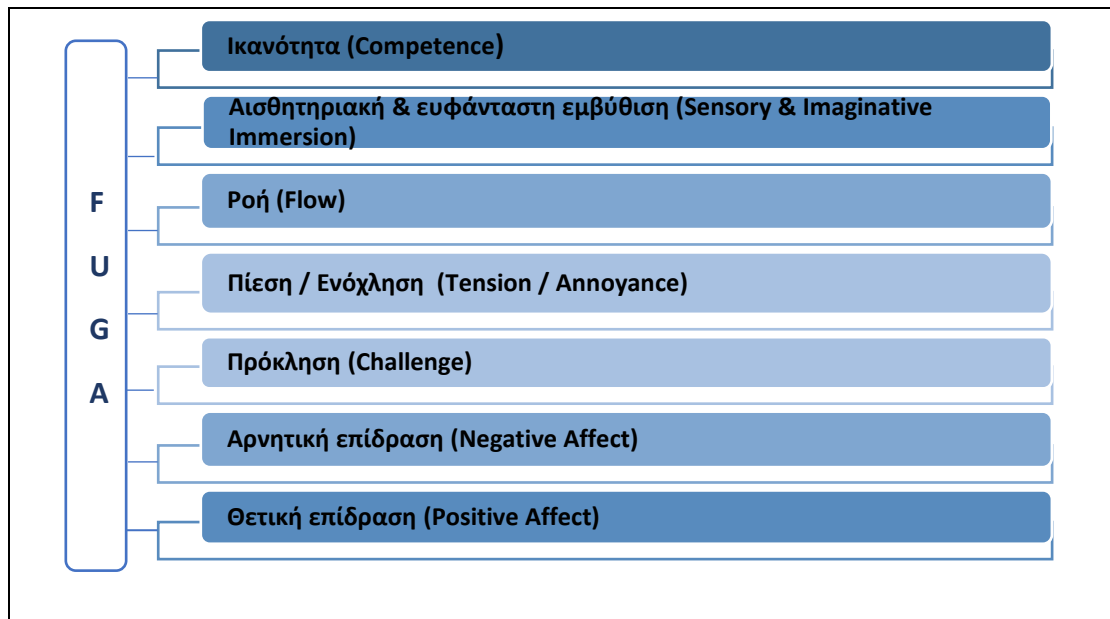 Ικανότητα (Competence)
Αισθητηριακή & ευφάνταστη εμβύθιση (Sensory & Imaginative
Immersion)
Ροή (Flow)
Πίεση / Ενόχληση  (Tension / Annoyance)
Πρόκληση (Challenge)
Αρνητική επίδραση (Negative Affect)
Θετική επίδραση (Positive Affect)
F
U
G
A